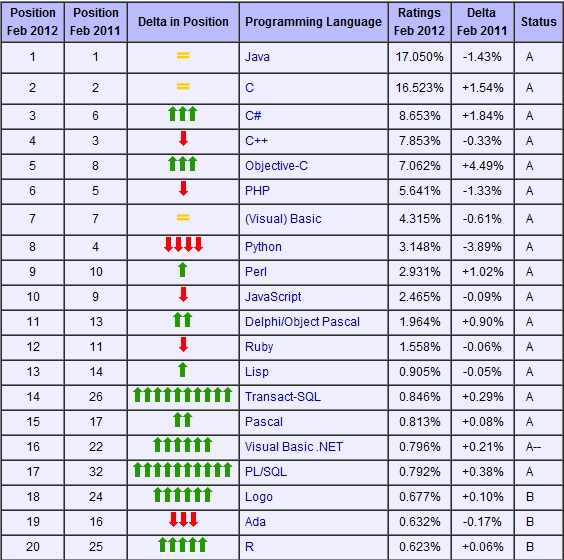 Position Feb 2012 Position Feb 2011 Delta in Position Programming Language Ratings Feb 2012 Delta Feb 2011 Status
1 1 = Java 17.050% -1.43% A
2 2 = C 16.523% +1.54% A
3 6 C# 8.653% +1.84% A
4 3 C++ 7.853% -0.33% A
5 8 Objective-C 7.062% +4.49% A
6 5 PHP 5.641% -1.33% A
7 7 = (Visual) Basic 4.315% -0.61% A
8 4 Python 3.148% -3.89% A
9 10 Perl 2.931% +1.02% A
10 9 JavaScript 2.465% -0.09% A
11 13 Delphi/Object Pascal 1.964% +0.90% A
12 11 Ruby 1.558% -0.06% A
13 14 Lisp 0.905% -0.05% A
14 26 Transact-SQL 0.846% +0.29% A
15 17 Pascal 0.813% +0.08% A
16 22 Visual Basic .NET 0.796% +0.21% A--
17 32 PL/SQL 0.792% +0.38% A
18 24 Logo 0.677% +0.10% B
19 16 Ada 0.632% -0.17% B
20 25 R 0.623% +0.06% B